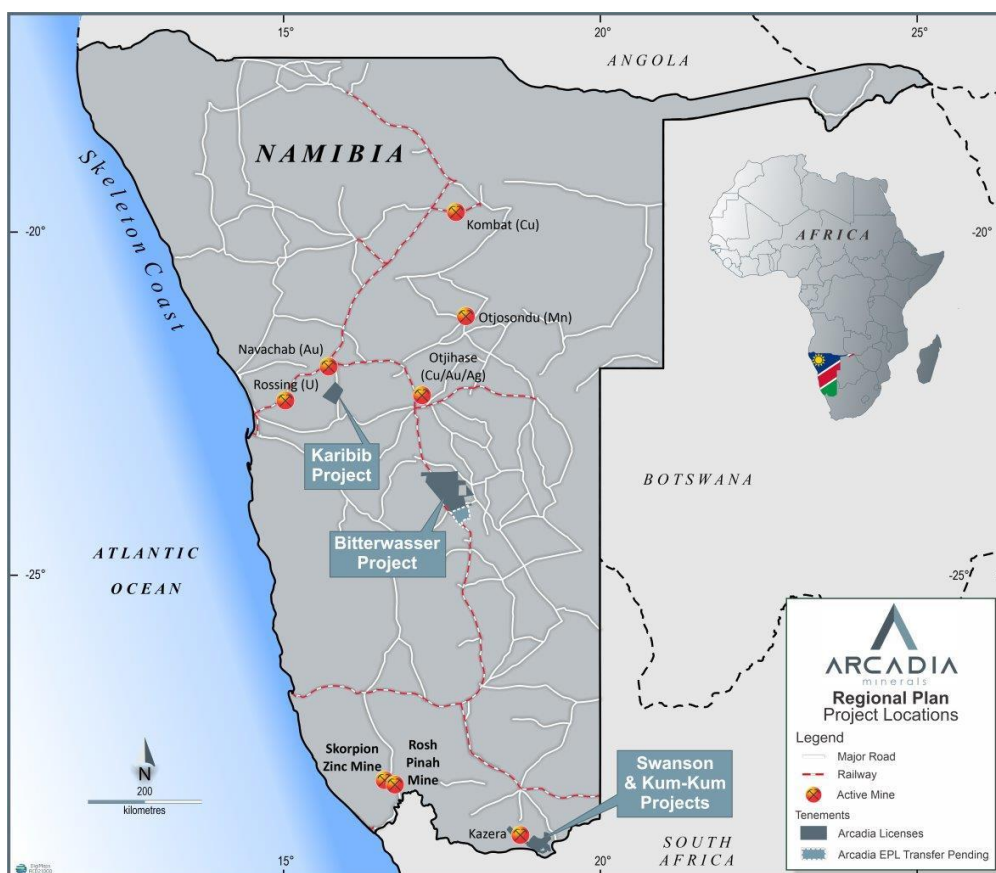 15°
20°
ANGOLA
NAMIBIA
Skeleton Coast
-20°
-20°
Kombat (Cu)
AFRICA
Otjosondu (Mn)
Navachab (Au)
Otjihase
(Cu/Au/Ag)
Rossing (U)
Karibib
Project
BOTSWANA
Bitterwasser
Project
ATLANTIC
OCEAN
-25°
-25°
ARCADIA
minerals
Regional Plan
Project Locations
Legend
Major Road
Railway
Active Mine
Tenements
Arcadia Licenses
Arcadia EPL Transfer Pending
Skorpion
Zinc Mine
Rosh
Pinah
Mine
Swanson
& Kum-Kum
Projects
N
200
kilometres
Kazera
SOUTH
AFRICA
15°
20°